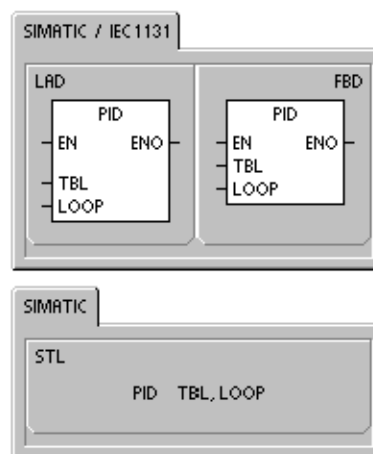 SIMATIC / IEC1131
LAD
FBD
PID
EN ENO
TBL
LOOP
PID
EN ENO
TBL
LOOP
SIMATIC
STL
PID TBL, LOOP